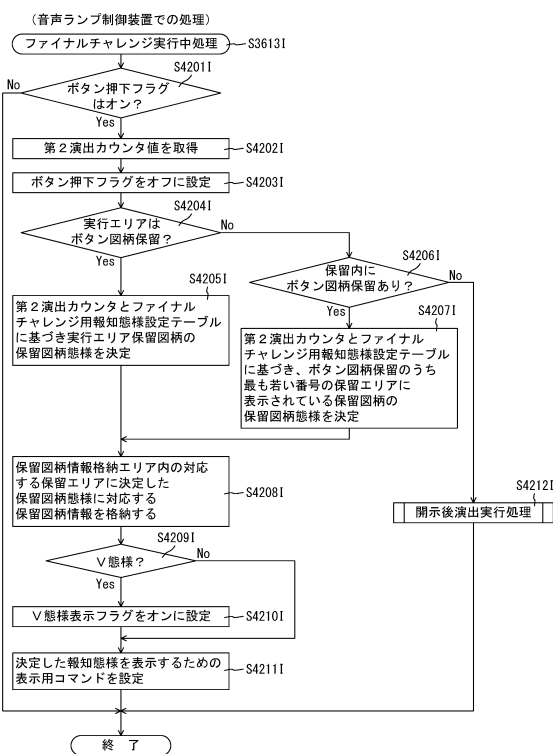 (音声ランプ制御装置での処理)
ファイナルチャレンジ実行中処理
S3613I
S4201I
ボタン押下フラグ
はオン?
No
Yes
第2演出カウンタ値を取得
S4202I
ボタン押下フラグをオフに設定
S4203I
S4204I
実行エリアは
ボタン図柄保留?
No
Yes
S4205I
第2演出カウンタとファイナル
チャレンジ用報知態様設定テーブル
に基づき実行エリア保留図柄の
保留図柄態様を決定
S4206I
保留内に
ボタン図柄保留あり?
No
Yes
S4207I
第2演出カウンタとファイナル
チャレンジ用報知態様設定テーブル
に基づき、ボタン図柄保留のうち
最も若い番号の保留エリアに
表示されている保留図柄の
保留図柄態様を決定
保留図柄情報格納エリア内の対応
する保留エリアに決定した
保留図柄態様に対応する
保留図柄情報を格納する
S4208I
S4212I
開示後演出実行処理
S4209I
V態様?
No
Yes
V態様表示フラグをオンに設定
S4210I
決定した報知態様を表示するための
表示用コマンドを設定
S4211I
終 了